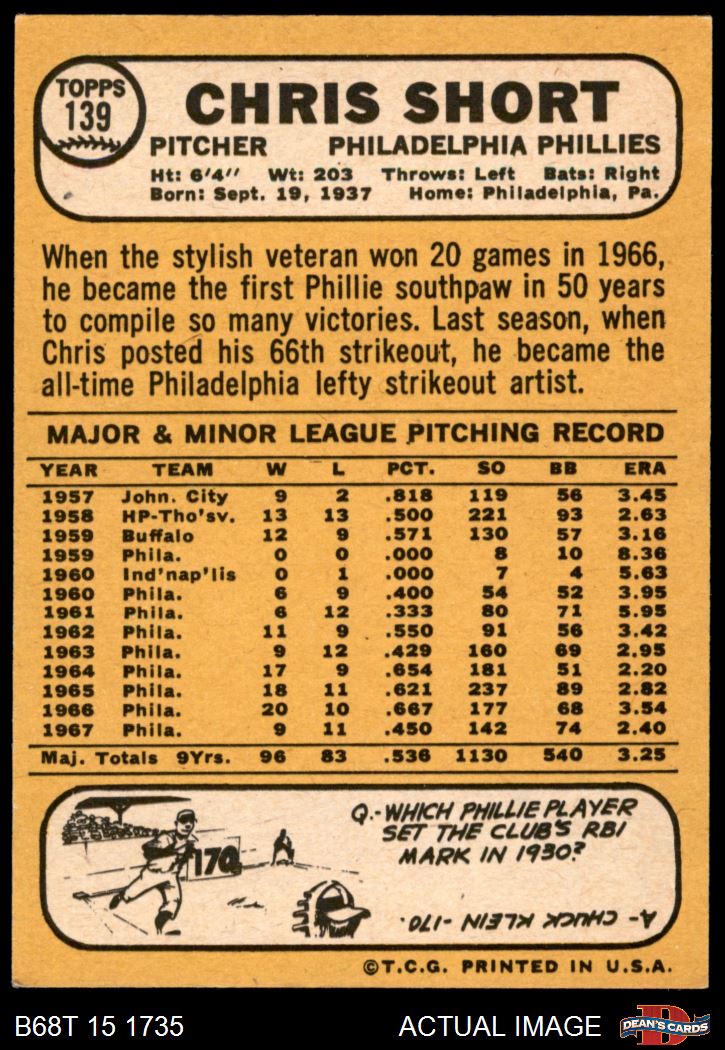 TOPPS
139
CHRIS SHORT
PITCHER PHILADELPHIA PHILLIES
Ht: 6'4'' Wt: 203 Throws: Left Bats: Right
Born: Sept. 19, 1937 Home: Philadelphia, Pa.
When the stylish veteran won 20 games in 1966,
he became the first Phillie southpaw in 50 years
to compile so many victories. Last season, when
Chris posted his 66th strikeout, he became the
all-time Philadelphia lefty strikeout artist.
MAJOR & MINOR LEAGUE PITCHING RECORD
YEAR TEAM W L PCT. SO BB ERA
1957 John. City 9 2 .818 119 56 3.45
1958 HP-Tho'sv. 13 13 .500 221 93 2.63
1959 Buffalo 12 9 .571 130 57 3.16
1959 Phila. 0 0 .000 8 10 8.36
1960 Ind'nap'lis 0 1 .000 7 4 5.63
1960 Phila. 6 9 .400 54 52 3.95
1961 Phila. 6 12 .333 80 71 5.95
1962 Phila. 11 9 .550 91 56 3.42
1963 Phila. 9 12 .429 160 69 2.95
1964 Phila. 17 9 .654 181 51 2.20
1965 Phila. 18 11 .621 237 89 2.82
1966 Phila. 20 10 .667 177 68 3.54
1967 Phila. 9 11 .450 142 74 2.40
Maj. Totals 9Yrs. 96 83 .536 1130 540 3.25
Q.-WHICH PHILLIE PLAYER
SET THE CLUB'S RBI
MARK IN 1930?
170
A-CHUCK KLEIN-170.
©T.C.G. PRINTED IN U.S.A.
B68T 15 1735 ACTUAL IMAGE
D
DEAN'S CARDS